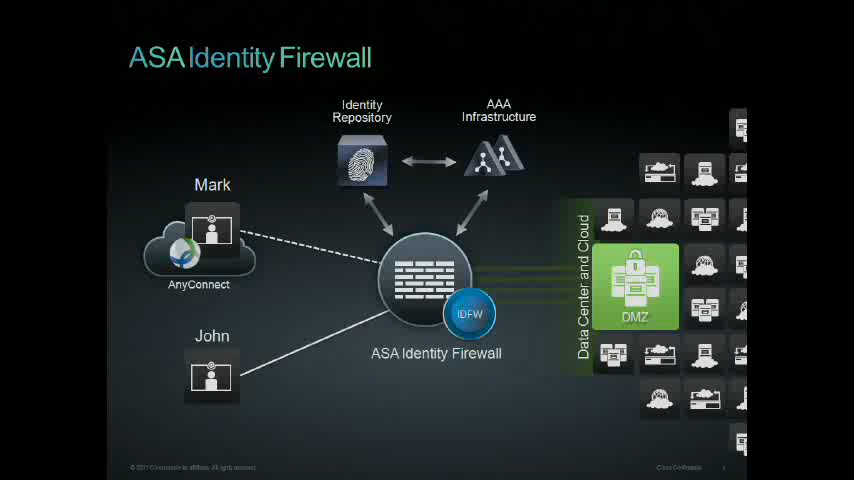 ASA Identity Firewall
Identity
Repository
AAA
Infrastructure
Mark
AnyConnect
John
IDFW
ASA Identity Firewall
Data Center and Cloud
DMZ